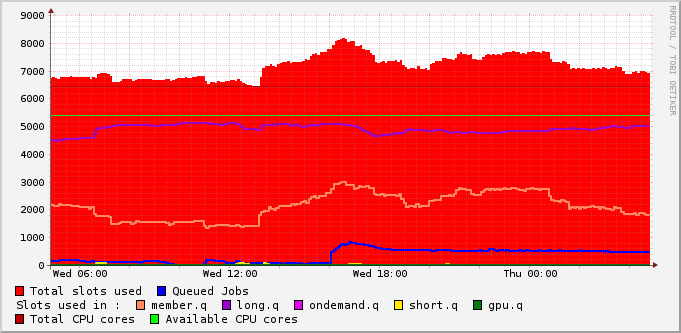 RRDTOOL / TOBI OETIKER
9000
8000
7000
6000
5000
4000
3000
2000
1000
0
Wed 06:00 Wed 12:00 Wed 18:00 Thu 00:00
Total slots used Queued Jobs
Slots used in : member.q long.q ondemand.q short.q gpu.q
Total CPU cores Available CPU cores